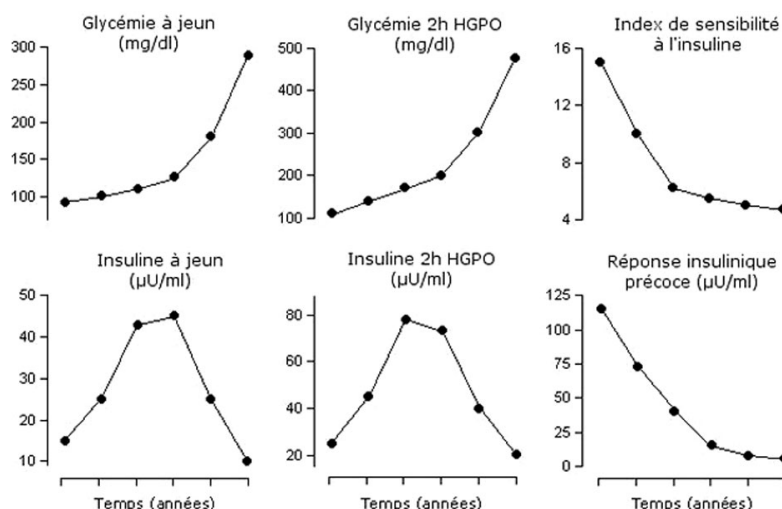 Glycémie à jeun
(mg/dl)
300
250
200
150
100
Glycémie 2h HGPO
(mg/dl)
500
400
300
200
100
Index de sensibilité
à l'insuline
16
12
8
4
Insuline à jeun
(µU/ml)
50
40
30
20
10
Temps (années)
Insuline 2h HGPO
(µU/ml)
80
60
40
20
Temps (années)
Réponse insulinique
précoce (µU/ml)
125
100
75
50
25
0
Temps (années)